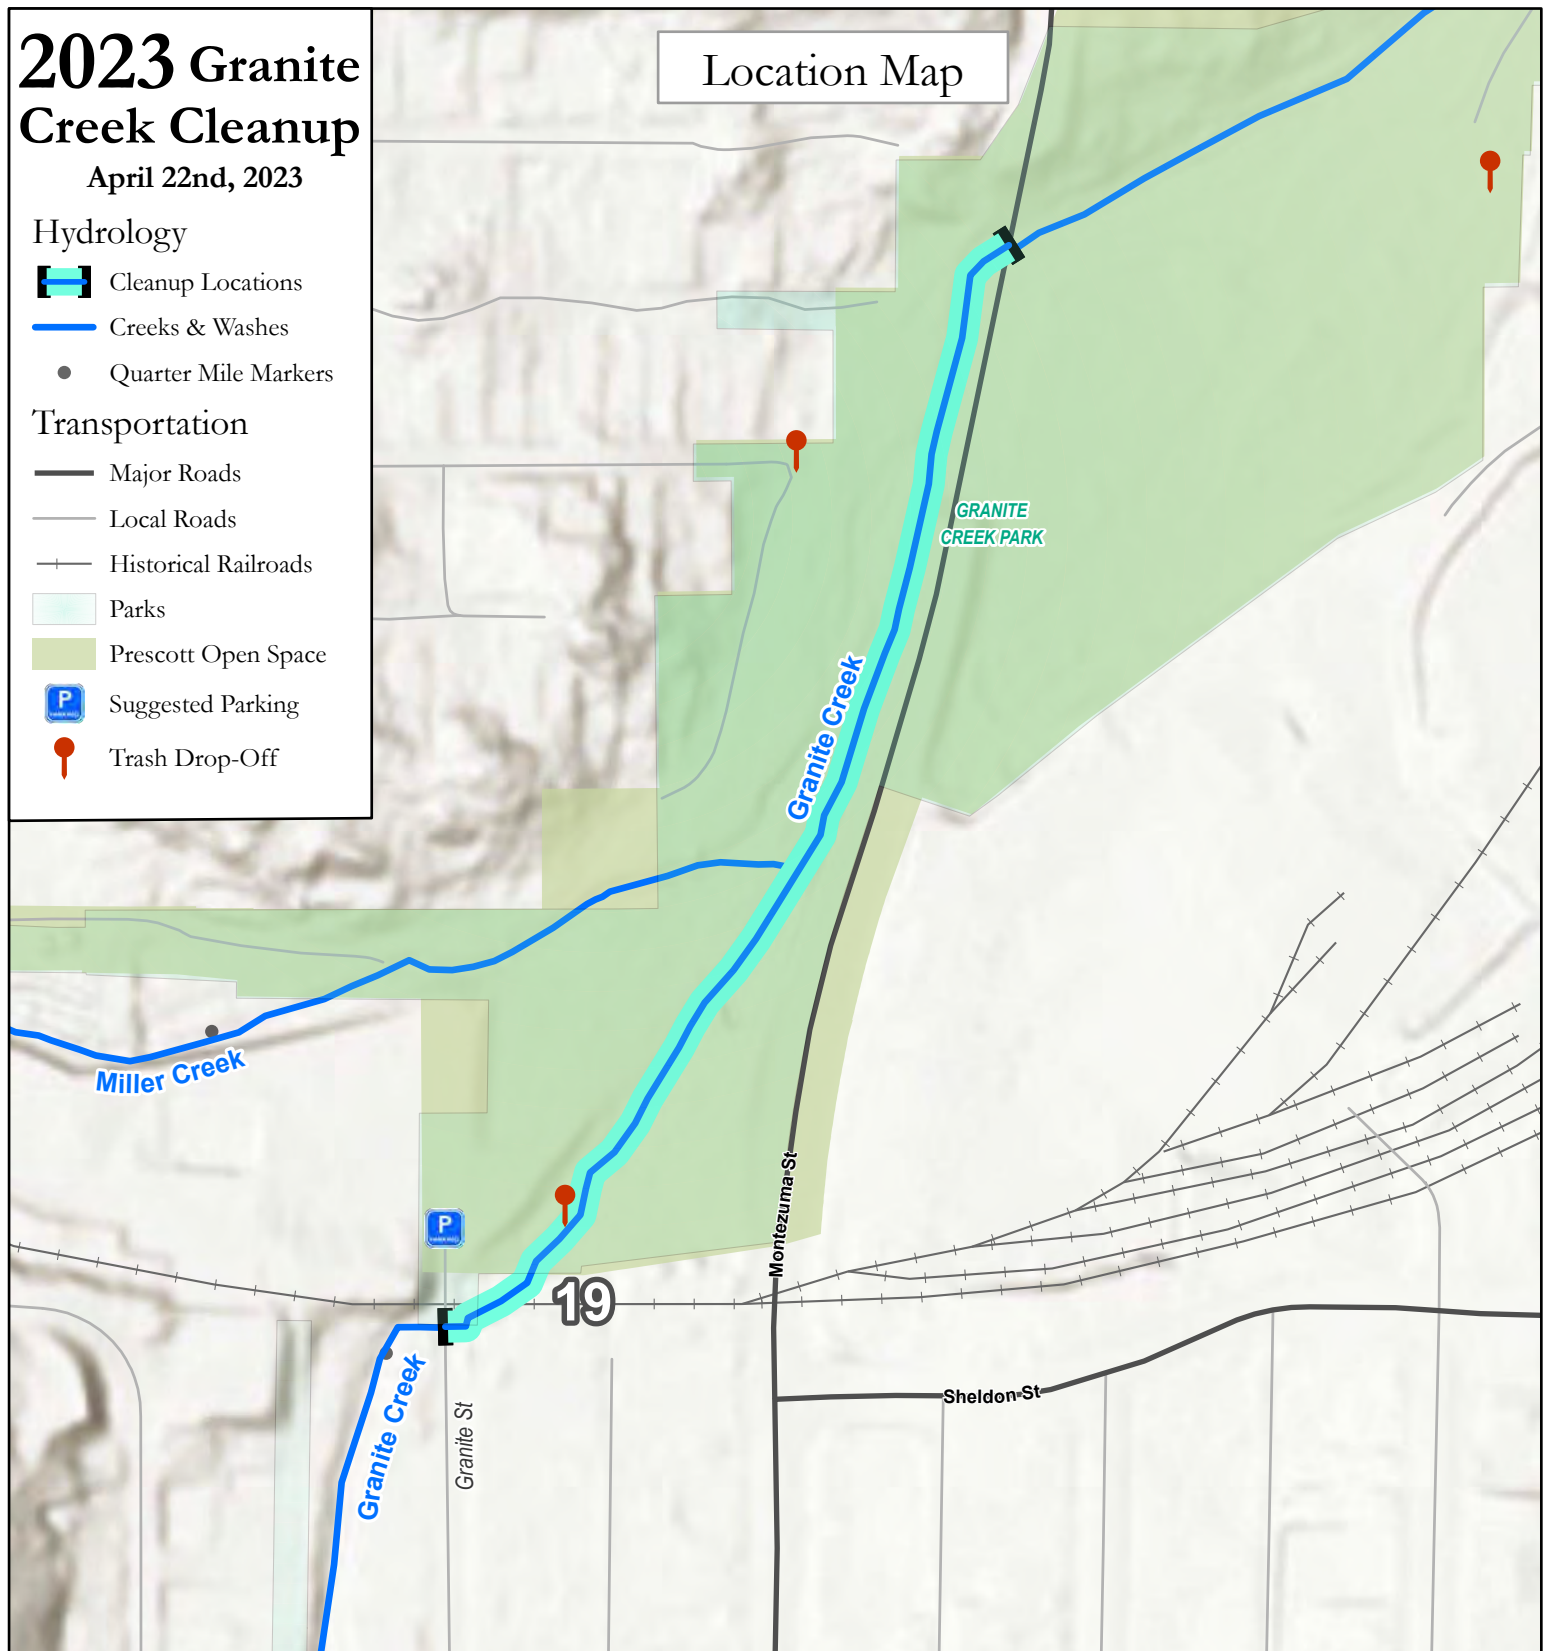 2023 Granite
Creek Cleanup
April 22nd, 2023
Hydrology
Cleanup Locations
Creeks & Washes
Quarter Mile Markers
Transportation
Major Roads
Local Roads
Historical Railroads
Parks
Prescott Open Space
P
Suggested Parking
Trash Drop-Off
Location Map
GRANITE
CREEK PARK
Granite Creek
Miller Creek
Montezuma St
P
19
Sheldon St
Granite Creek
Granite St